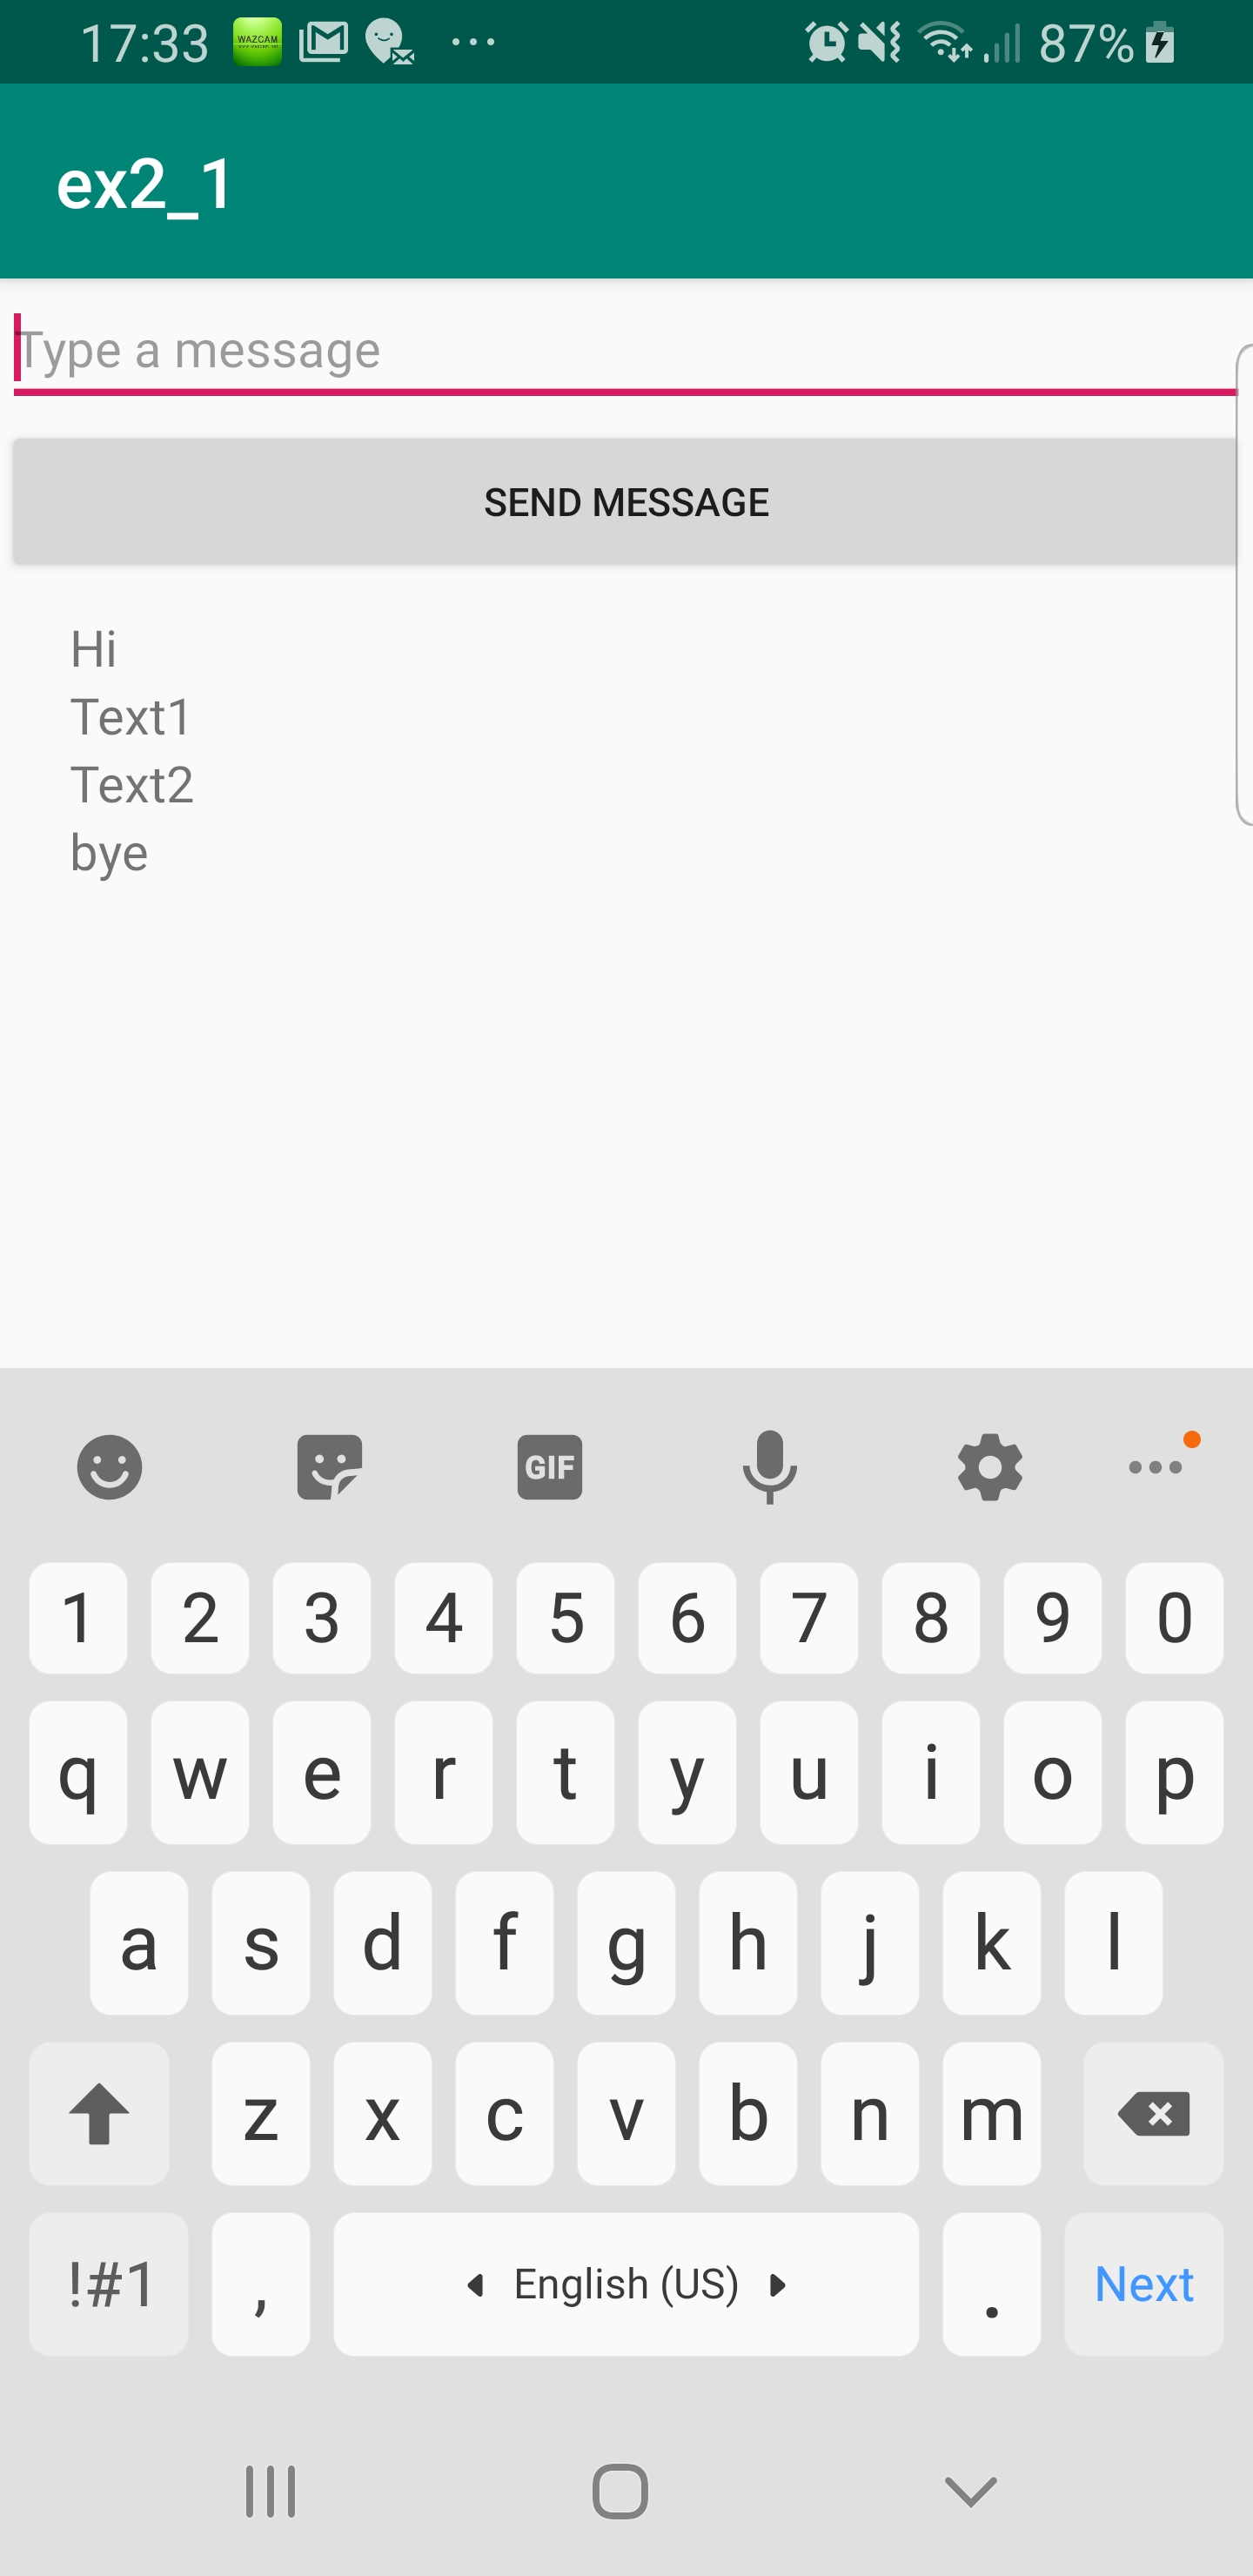 17:33 WAZCAM 87%
ex2_1
Type a message
SEND MESSAGE
Hi
Text1
Text2
bye
GIF
1 2 3 4 5 6 7 8 9 0
q w e r t y u i o p
a s d f g h j k l
z x c v b n m
!#1 , English (US) . Next